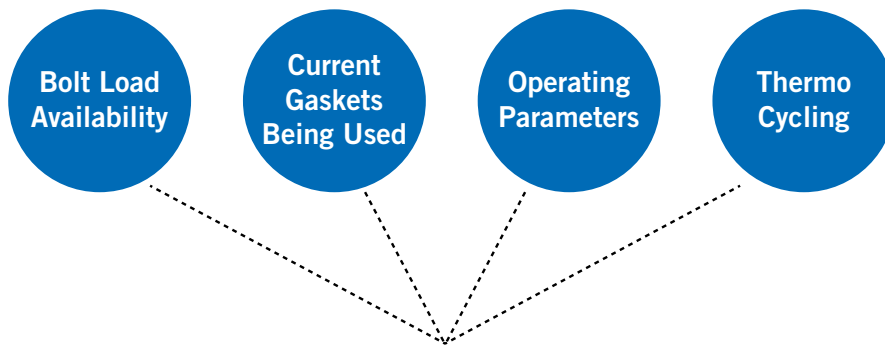 Bolt Load
Availability
Current
Gaskets
Being Used
Operating
Parameters
Thermo
Cycling